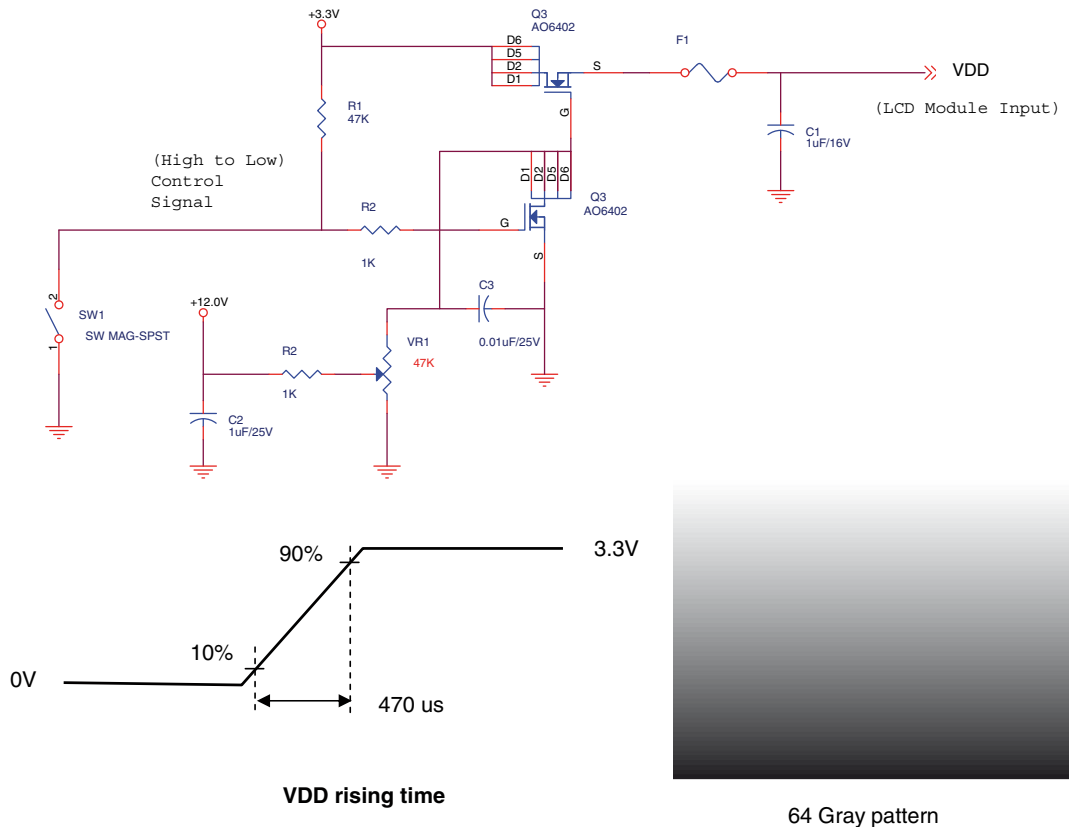 +3.3V
Q3
AO6402
D6
D5
D2
D1
S
G
F1
VDD
(LCD Module Input)
R1
47K
C1
1uF/16V
(High to Low)
Control
Signal
D1
D2
D5
D6
Q3
AO6402
R2
1K
G
S
2
SW1
SW MAG-SPST
1
+12.0V
R2
1K
VR1
47K
C3
0.01uF/25V
C2
1uF/25V
90%
3.3V
10%
0V
470 us
VDD rising time
64 Gray pattern